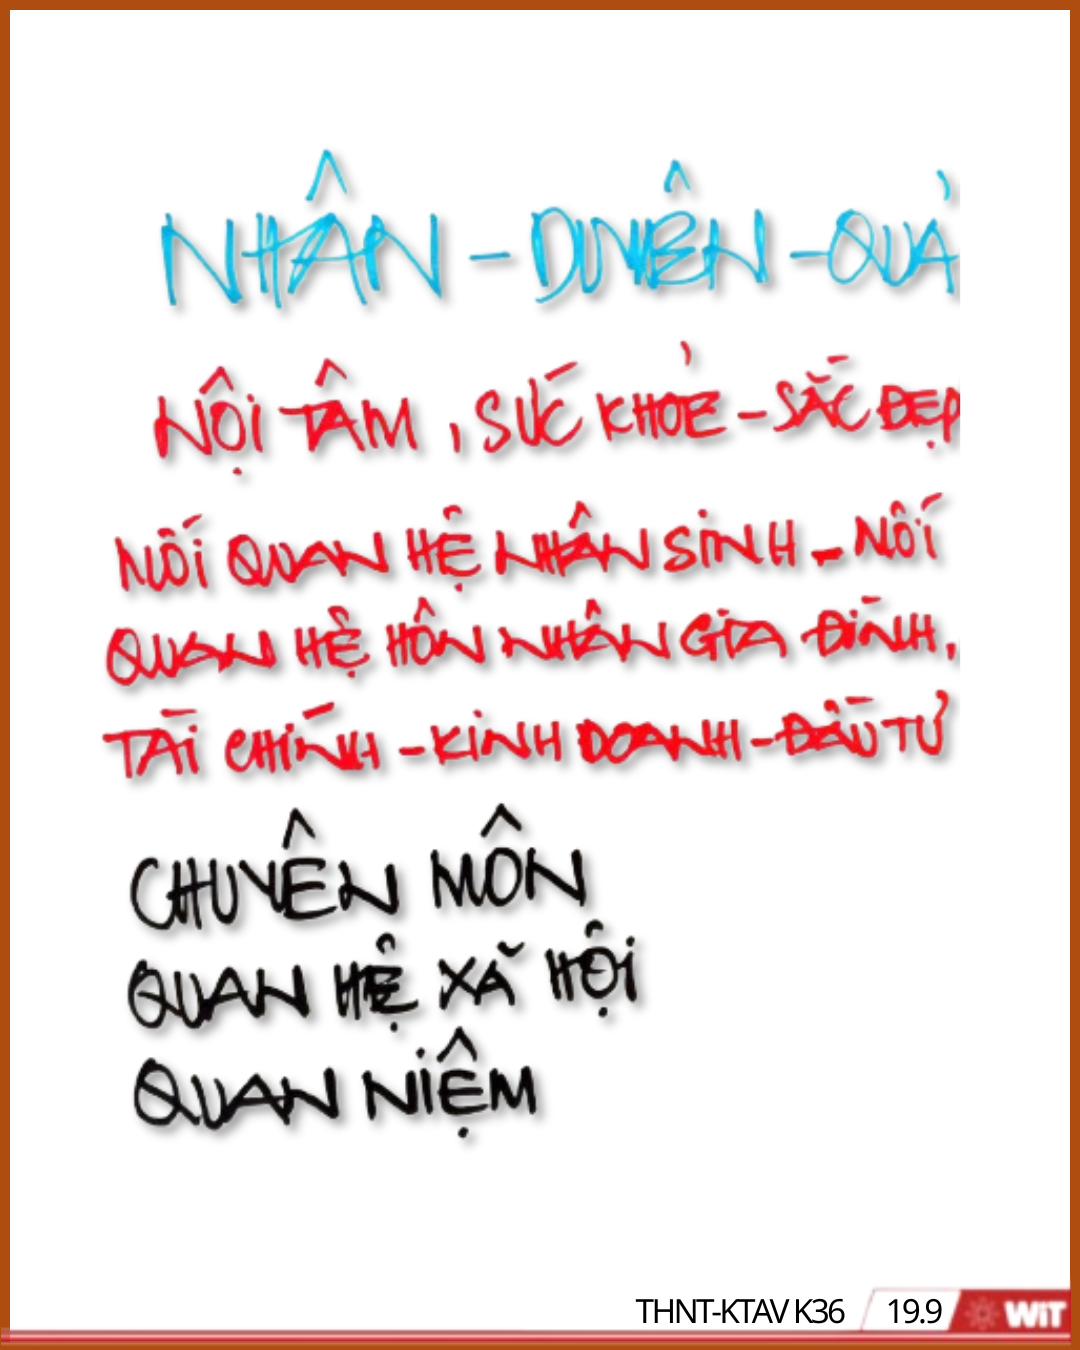 NHÂN - DUYÊN - QUẢ
NỘI TÂM, SỨC KHOẺ - SẮC ĐẸP
MỐI QUAN HỆ NHÂN SINH - MỐI
QUAN HỆ HÔN NHÂN GIA ĐÌNH,
TÀI CHÍNH - KINH DOANH - ĐẦU TƯ
CHUYÊN MÔN
QUAN HỆ XÃ HỘI
QUAN NIỆM
THNT-KTAV K36 19.9 WiT